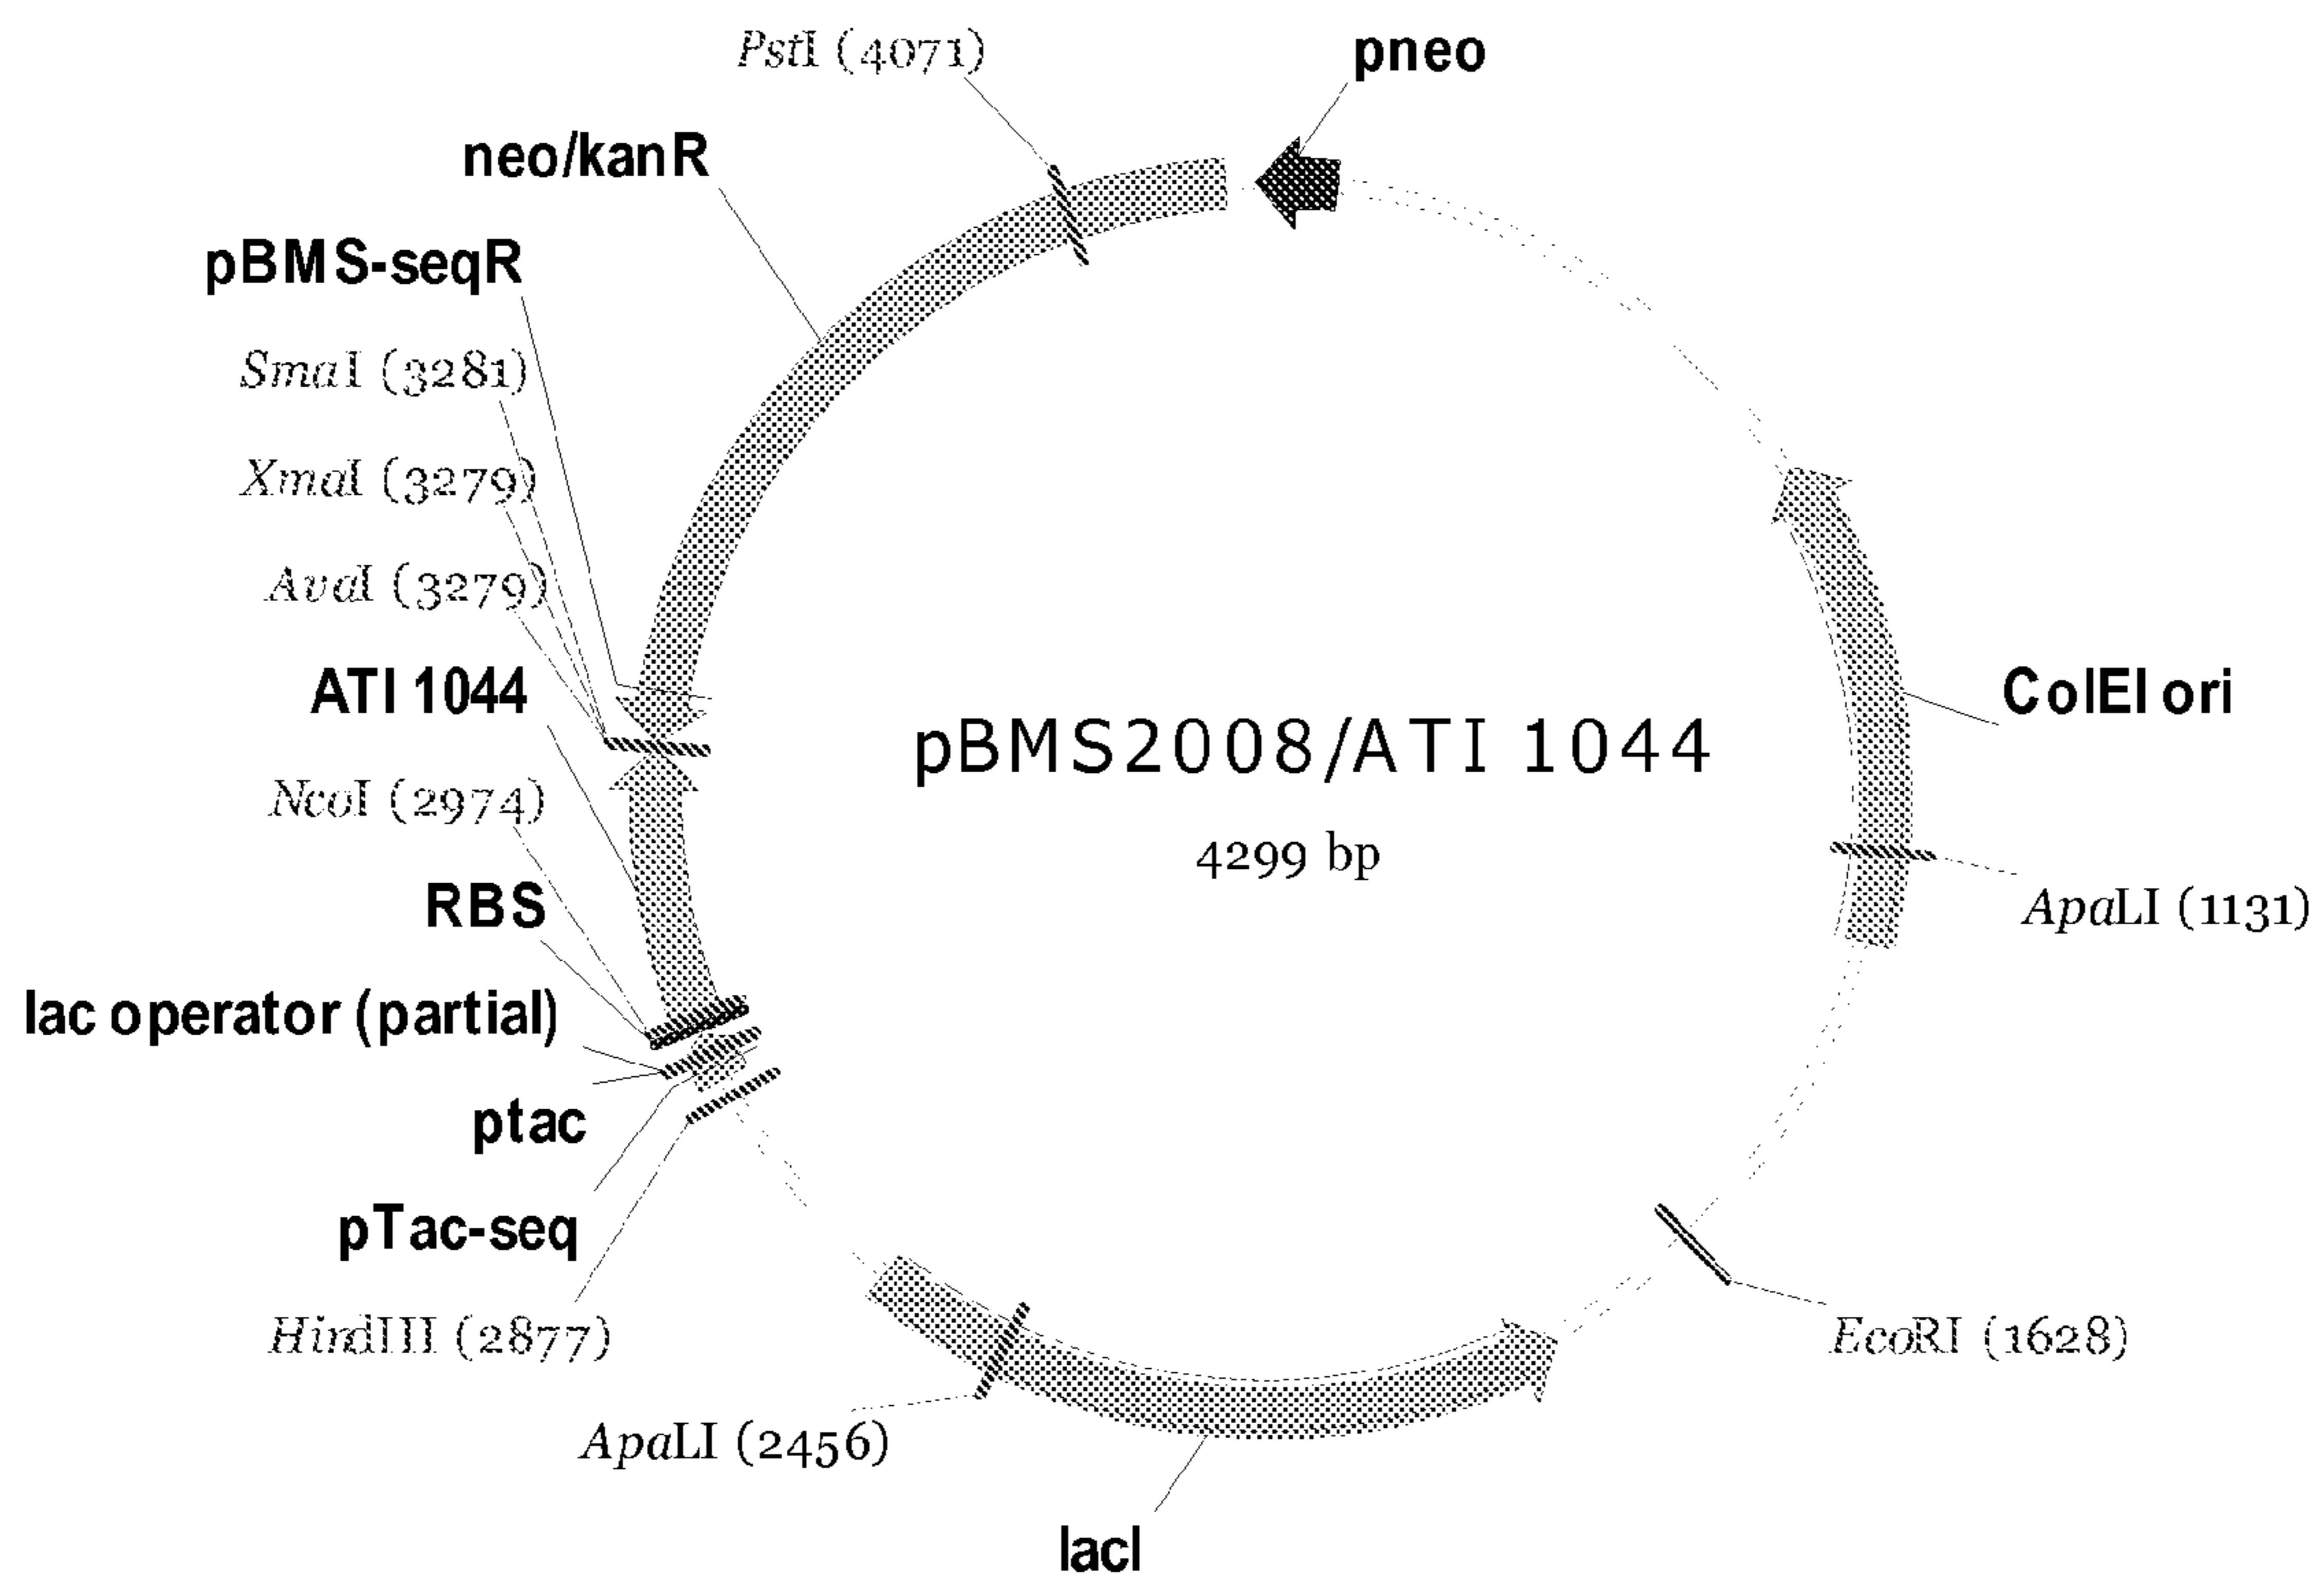 PstI (4071)
pneo
neo/kanR
pBMS-seqR
SmaI (3281)
XmaI (3279)
AvaI (3279)
ATI 1044
NcoI (2974)
RBS
lac operator (partial)
ptac
pTac-seq
HindIII (2877)
pBMS2008/ATI 1044
4299 bp
ColEI ori
ApaLI (1131)
EcoRI (1628)
ApaLI (2456)
lacI